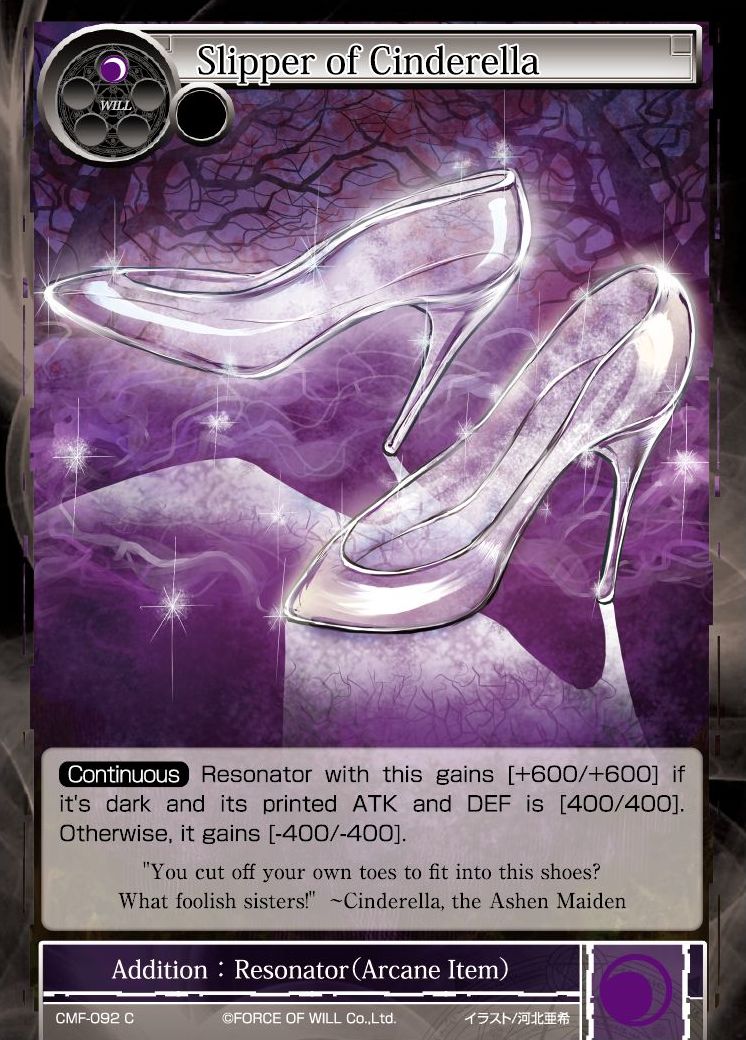 Slipper of Cinderella
WILL
Continuous Resonator with this gains [+600/+600] if
it's dark and its printed ATK and DEF is [400/400].
Otherwise, it gains [-400/-400].
"You cut off your own toes to fit into this shoes?
What foolish sisters!" ~Cinderella, the Ashen Maiden
Addition : Resonator(Arcane Item)
CMF-092 C ©FORCE OF WILL Co.,Ltd. イラスト/河北亜希